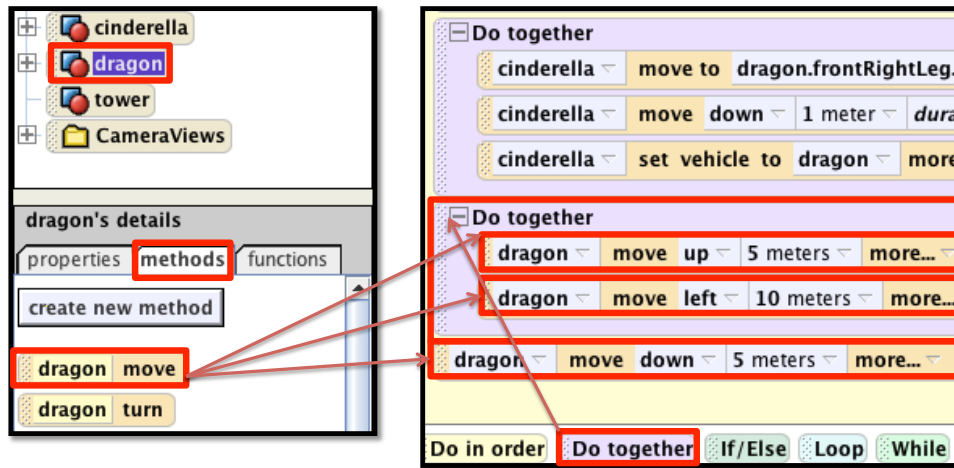 cinderella
dragon
tower
CameraViews
dragon's details
properties methods functions
create new method
dragon move
dragon turn
Do together
cinderella move to dragon.frontRightLeg.
cinderella move down 1 meter dura
cinderella set vehicle to dragon more
Do together
dragon move up 5 meters more...
dragon move left 10 meters more...
dragon move down 5 meters more...
Do in order Do together If/Else Loop While